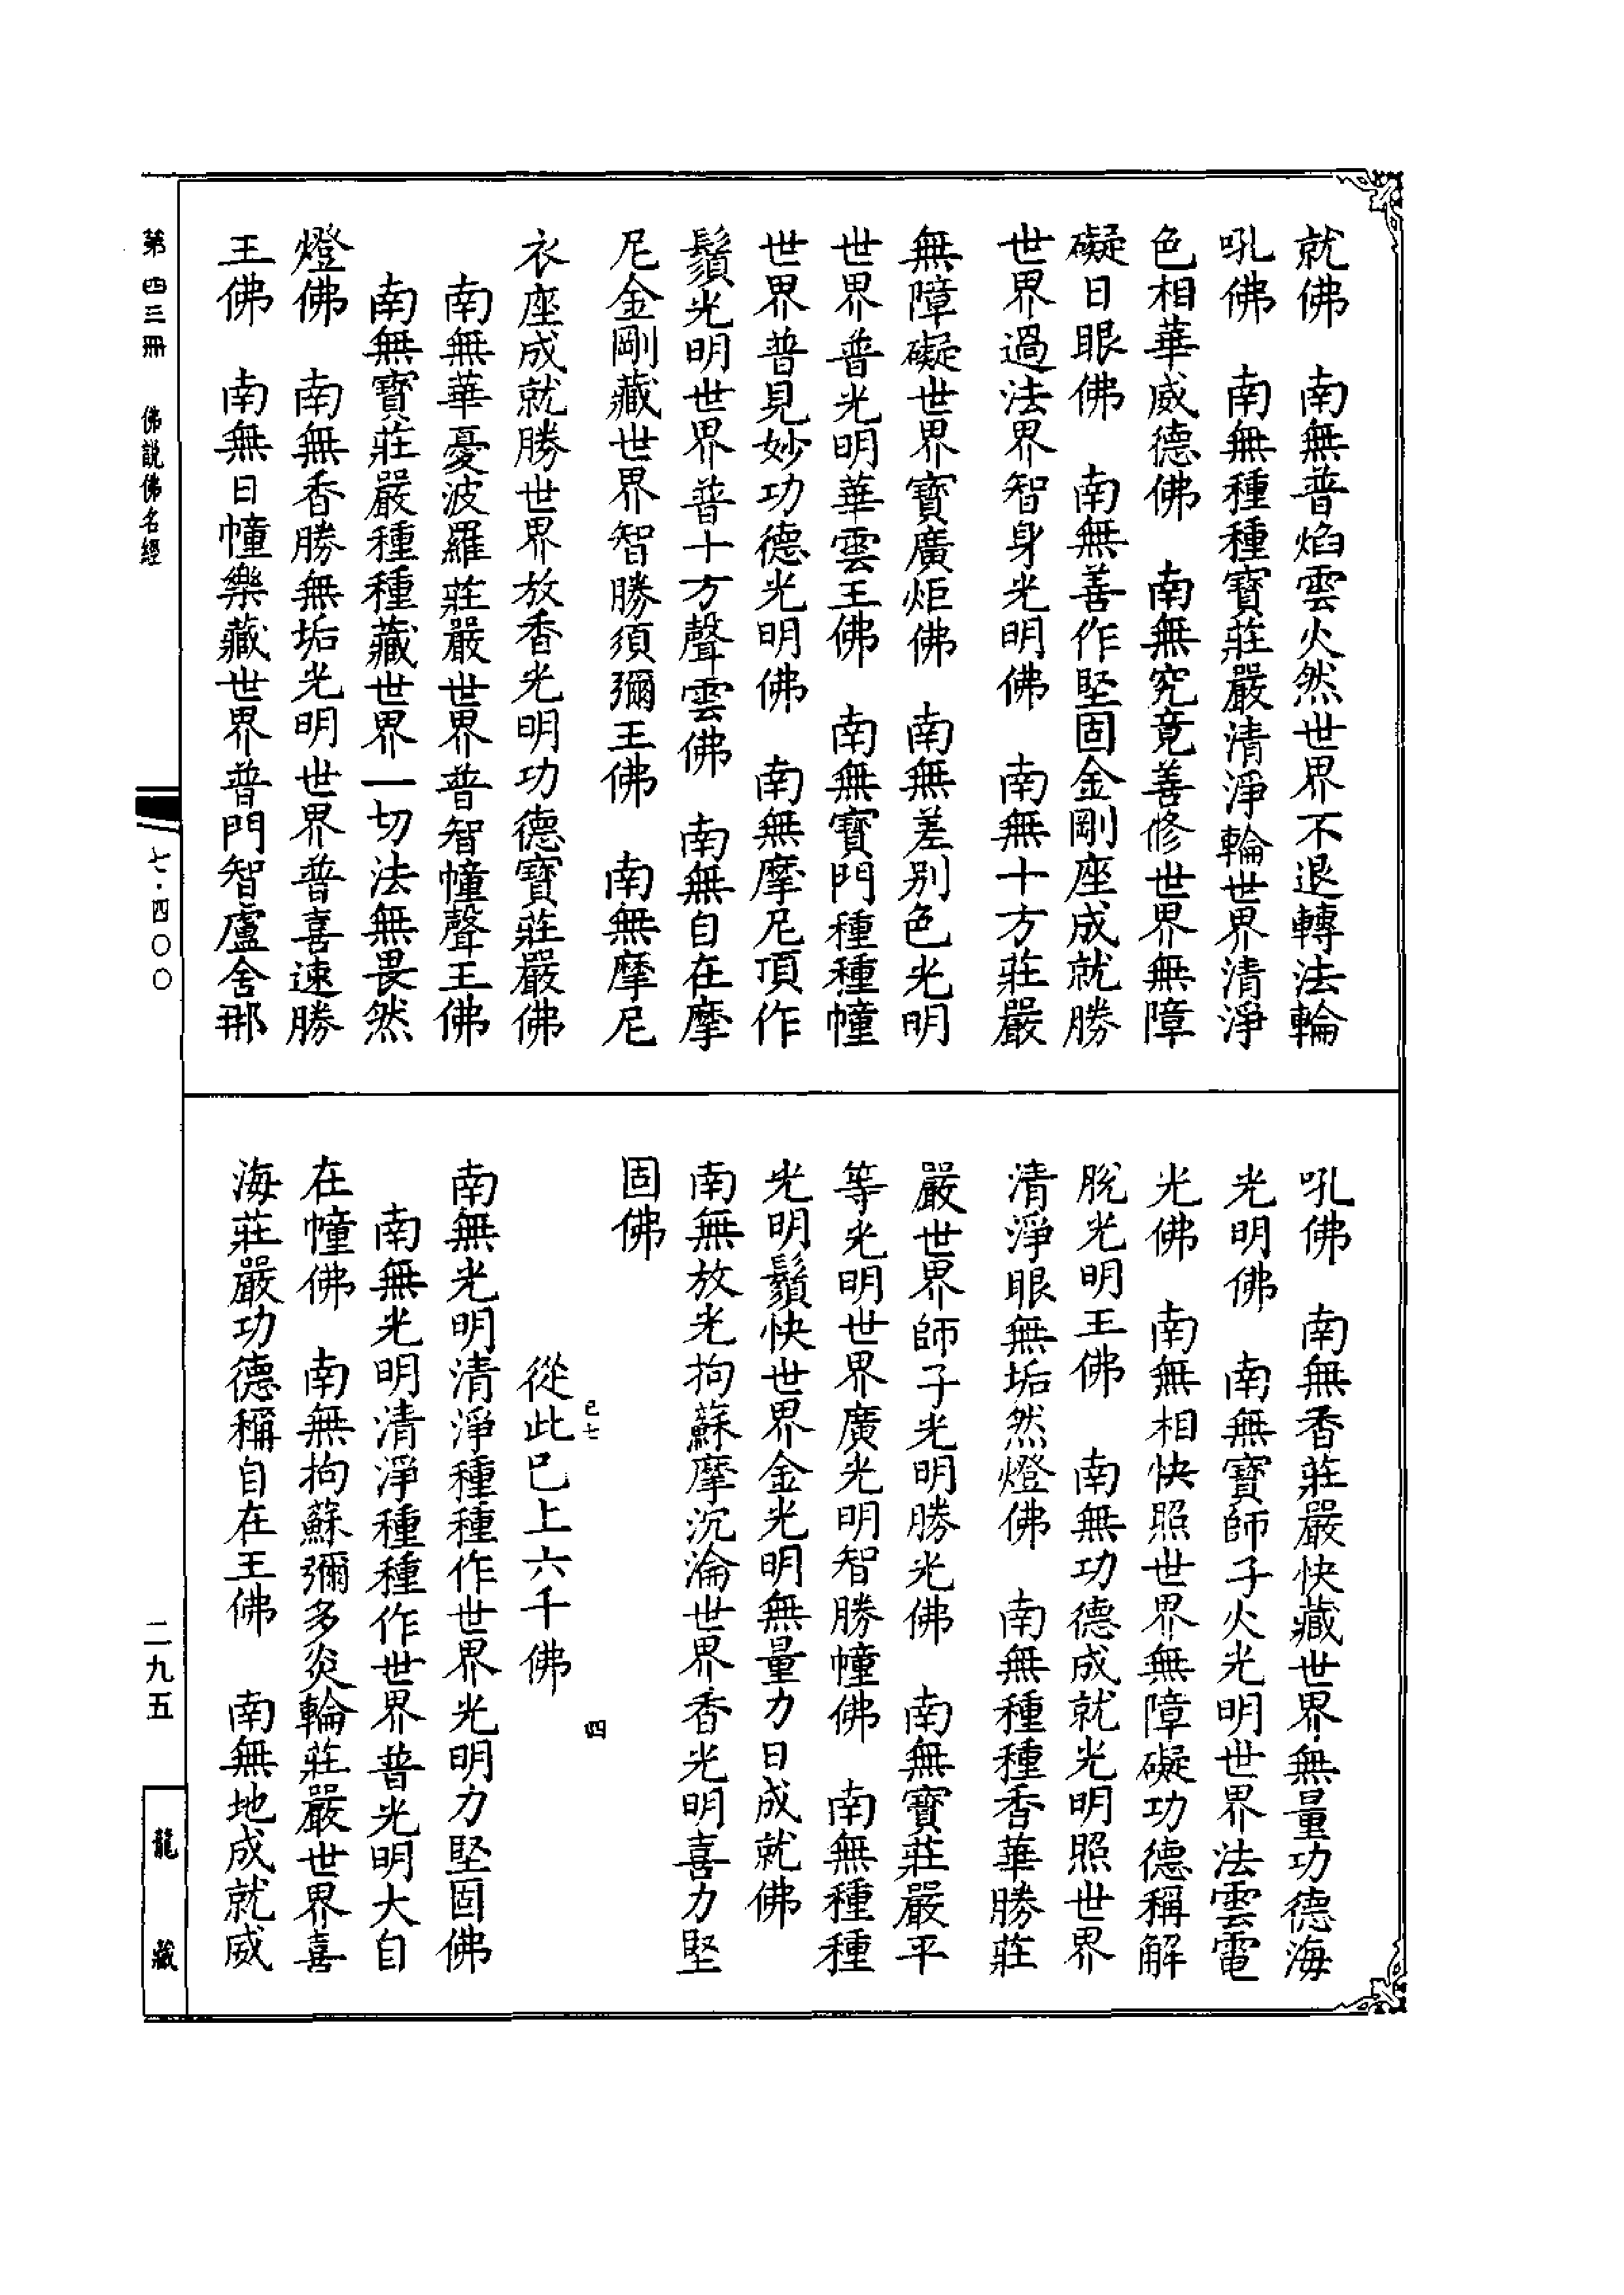 就佛　南無普焰雲火然世界不退轉法輪
吼佛　南無種種寶莊嚴清淨輪世界清淨
色相華威德佛　南無究竟善修世界無障
礙日眼佛　南無善作堅固金剛座成就勝
世界過法界智身光明佛　南無十方莊嚴
無障礙世界寶廣炬佛　南無差別色光明
世界普光明華雲王佛　南無寶門種種幢
世界普見妙功德光明佛　南無摩尼頂作
鬚光明世界普十方聲雲佛　南無自在摩
尼金剛藏世界智勝須彌王佛　南無摩尼
衣座成就勝世界放香光明功德寶莊嚴佛
南無華憂波羅莊嚴世界普智幢聲王佛
南無寶莊嚴種種藏世界一切法無畏然
燈佛　南無香勝無垢光明世界普喜速勝
王佛　南無日幢樂藏世界普門智盧舍那
吼佛　南無香莊嚴快藏世界無量功德海
光明佛　南無寶師子火光明世界法雲電
光佛　南無相快照世界無障礙功德稱解
脫光明王佛　南無功德成就光明照世界
清淨眼無垢然燈佛　南無種種香華勝莊
嚴世界師子光明勝光佛　南無寶莊嚴平
等光明世界廣光明智勝幢佛　南無種種
光明鬚快世界金光明無量力日成就佛
南無放光拘蘇摩沉淪世界香光明喜力堅
固佛
已七　四
從此已上六千佛
南無光明清淨種種作世界光明力堅固佛
南無光明清淨種種作世界普光明大自
在幢佛　南無拘蘇彌多炎輪莊嚴世界喜
海莊嚴功德稱自在王佛　南無地成就威
第四三冊　佛說佛名經
七·四〇〇
二九五
龍藏